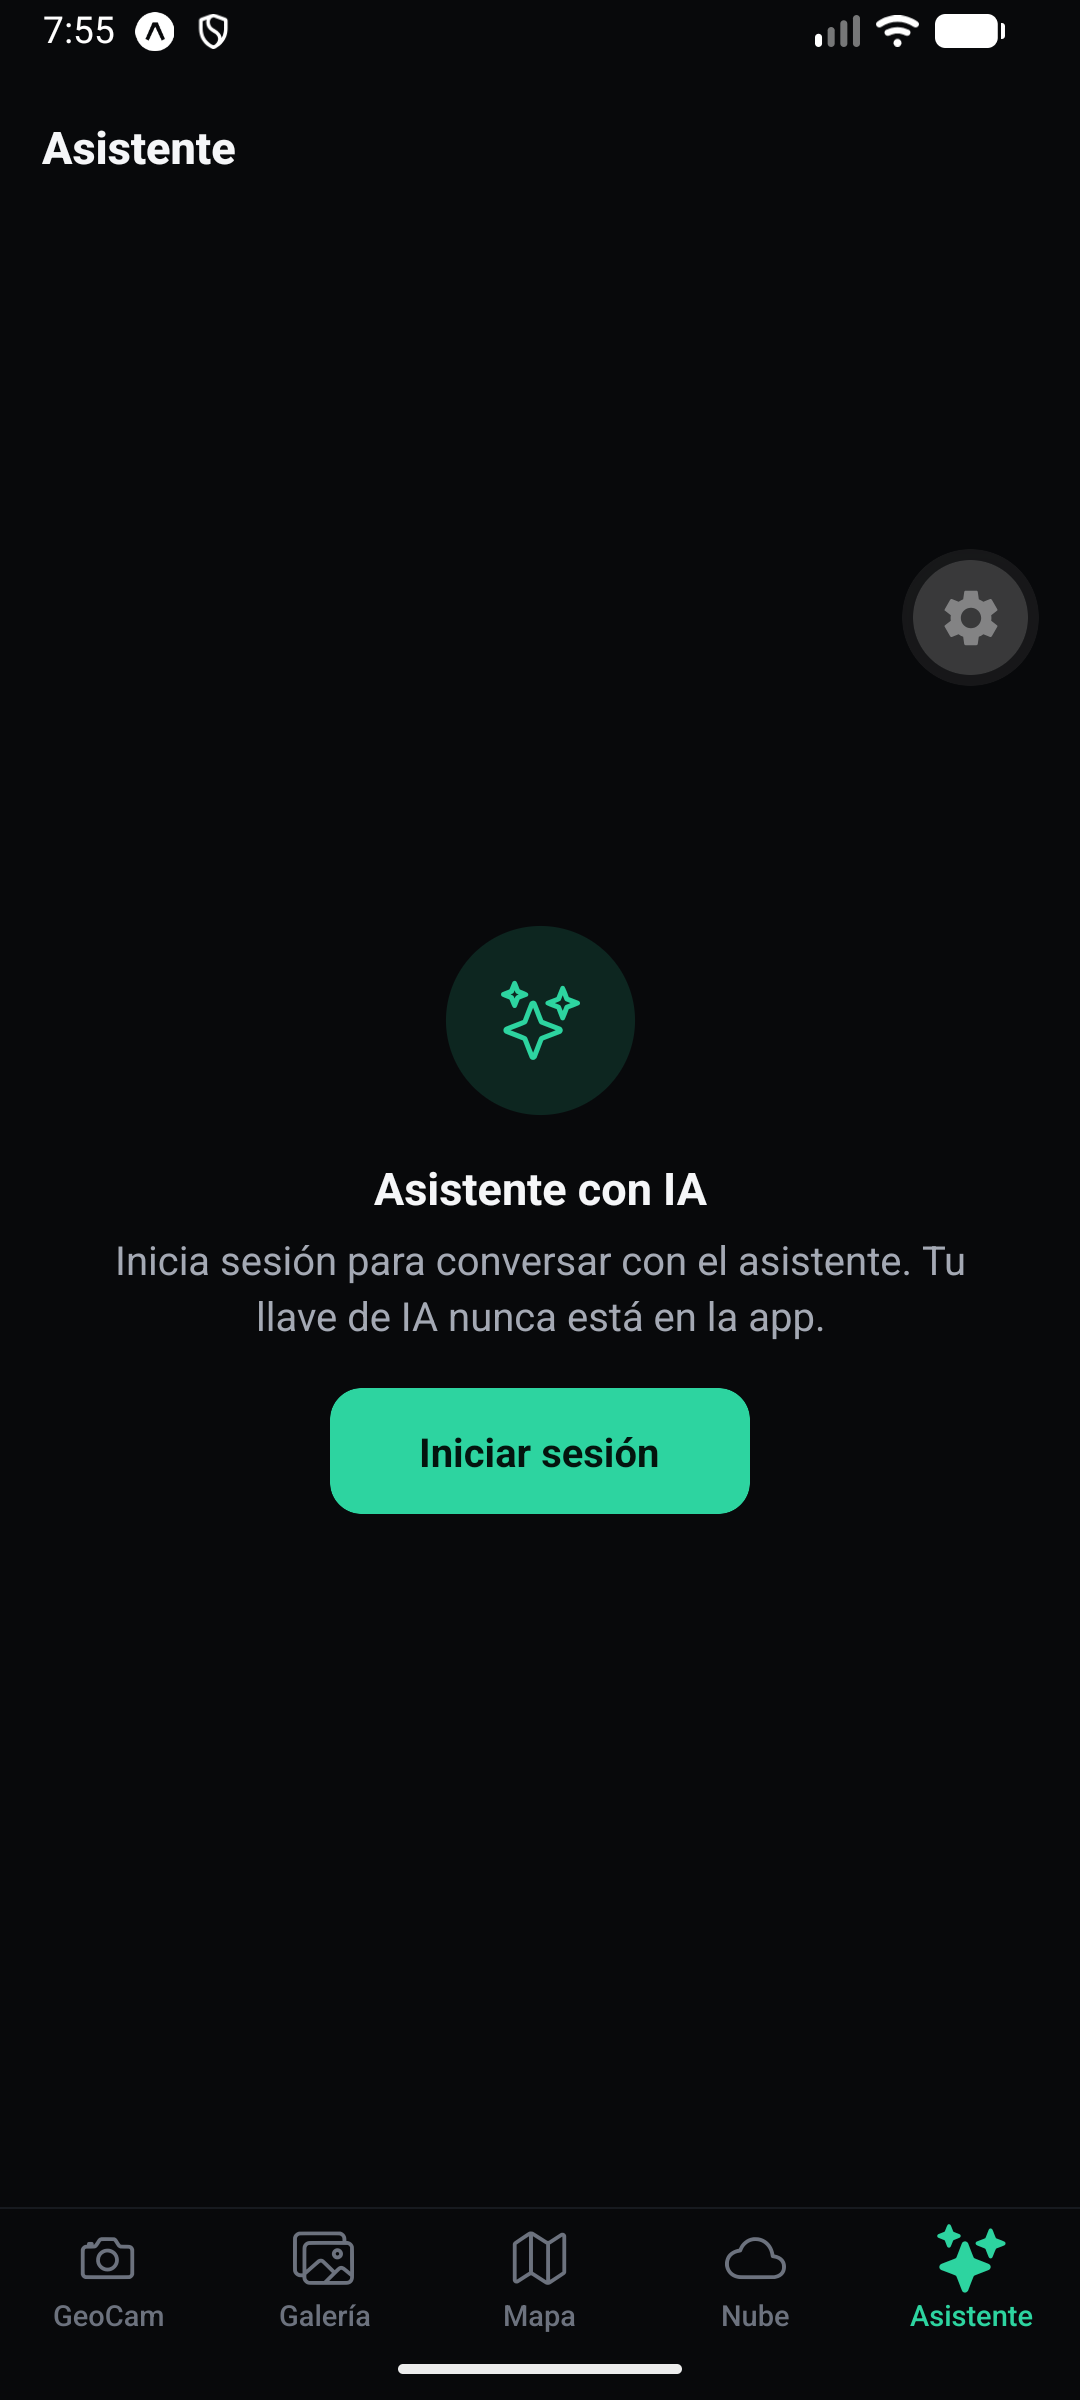 7:55
Asistente
Asistente con IA
Inicia sesión para conversar con el asistente. Tu
llave de IA nunca está en la app.
Iniciar sesión
GeoCam
Galería
Mapa
Nube
Asistente